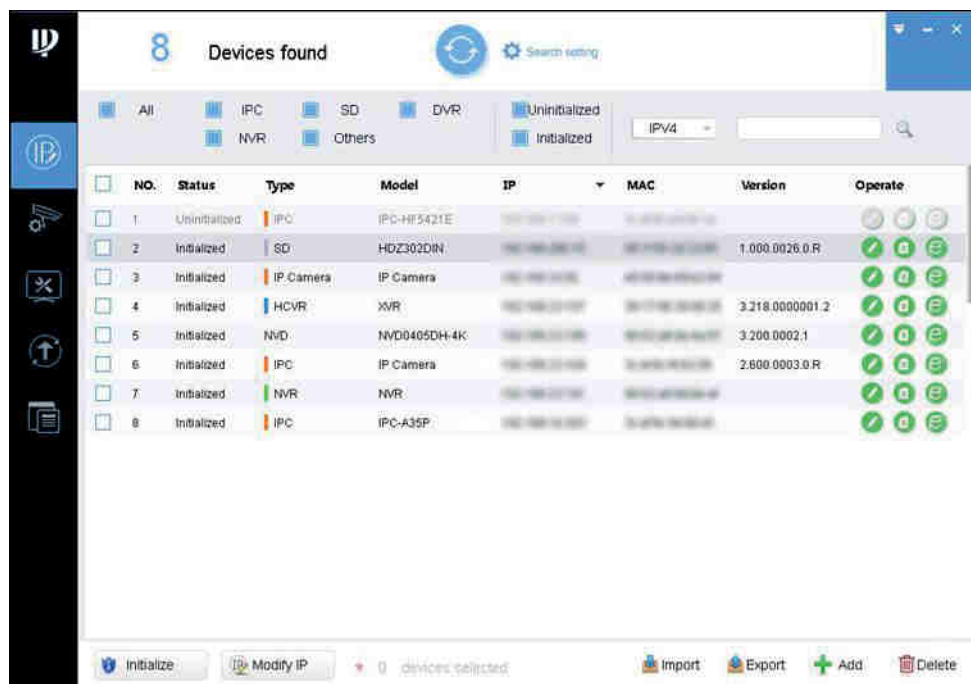 8 Devices found Search setting
All IPC SD DVR Uninitialized
NVR Others Initialized IPV4
NO. Status Type Model IP MAC Version Operate
1 Uninitialized IPC IPC-HF5421E
2 Initialized SD HDZ302DIN 1.000.0026.0.R
3 Initialized IP Camera IP Camera
4 Initialized HCVR XVR 3.218.0000001.2
5 Initialized NVD NVD0405DH-4K 3.200.0002.1
6 Initialized IPC IP Camera 2.600.0003.0.R
7 Initialized NVR NVR
8 Initialized IPC IPC-A35P
Initialize Modify IP * 0 devices selected Import Export Add Delete